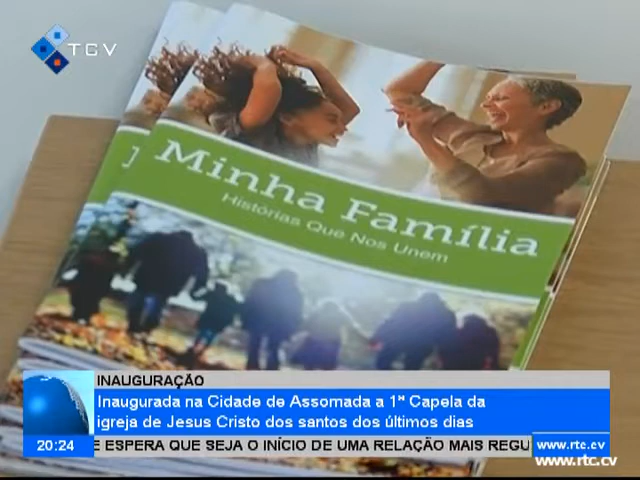 TCV
Minha Família
Histórias Que Nos Unem
INAUGURAÇÃO
Inaugurada na Cidade de Assomada a 1ª Capela da
igreja de Jesus Cristo dos santos dos últimos dias
20:24
E ESPERA QUE SEJA O INÍCIO DE UMA RELAÇÃO MAIS REGU
www.rtc.cv
www.rtc.cv